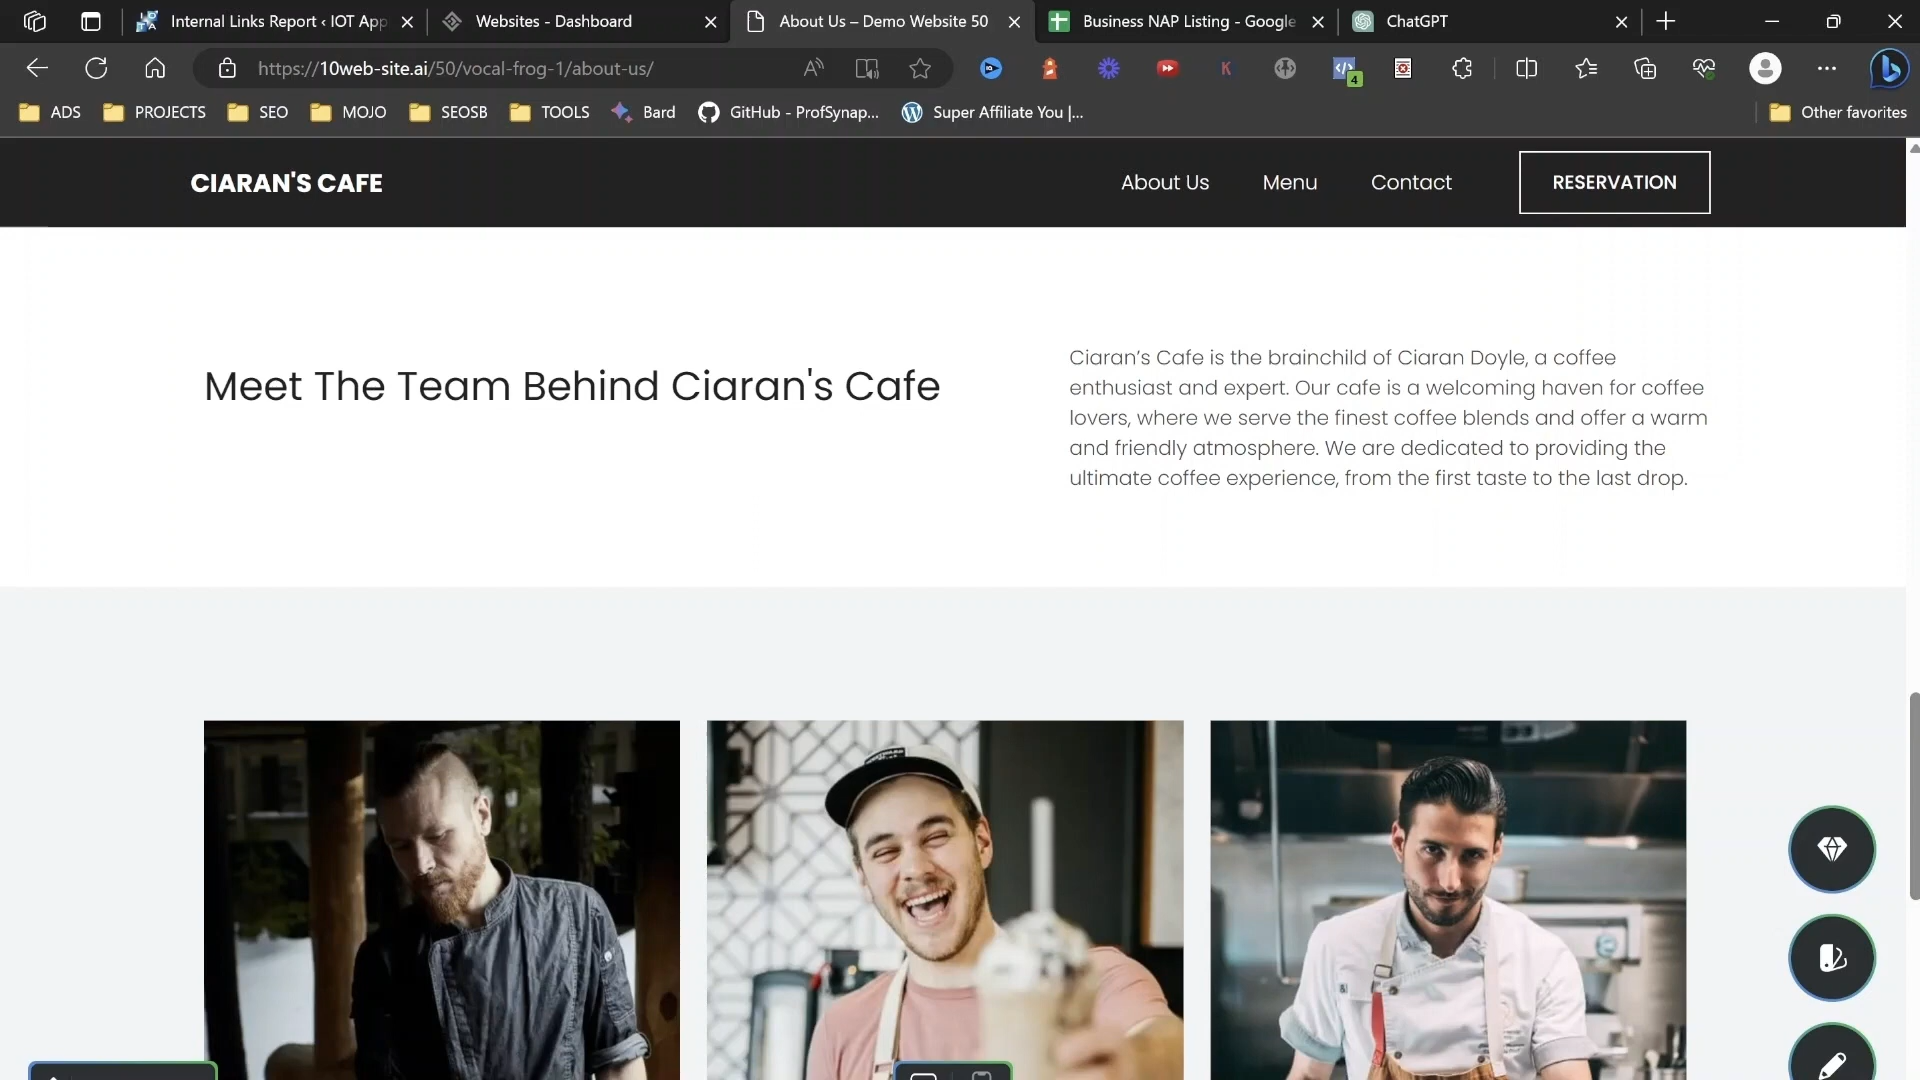 Internal Links Report ‹ IOT App
Websites - Dashboard
About Us – Demo Website 50
Business NAP Listing - Google
ChatGPT
https://10web-site.ai/50/vocal-frog-1/about-us/
4
ADS
PROJECTS
SEO
MOJO
SEOSB
TOOLS
Bard
GitHub - ProfSynap...
Super Affiliate You |...
Other favorites
CIARAN'S CAFE
About Us
Menu
Contact
RESERVATION
Meet The Team Behind Ciaran's Cafe
Ciaran’s Cafe is the brainchild of Ciaran Doyle, a coffee
enthusiast and expert. Our cafe is a welcoming haven for coffee
lovers, where we serve the finest coffee blends and offer a warm
and friendly atmosphere. We are dedicated to providing the
ultimate coffee experience, from the first taste to the last drop.